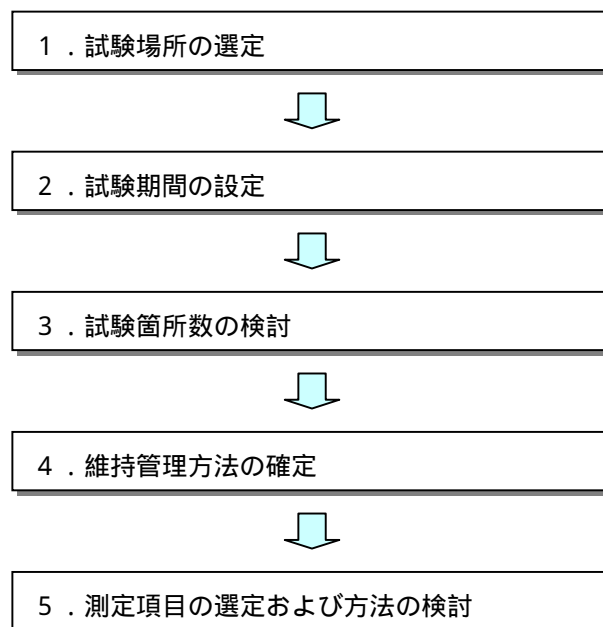 1．試験場所の選定
2．試験期間の設定
3．試験箇所数の検討
4．維持管理方法の確定
5．測定項目の選定および方法の検討